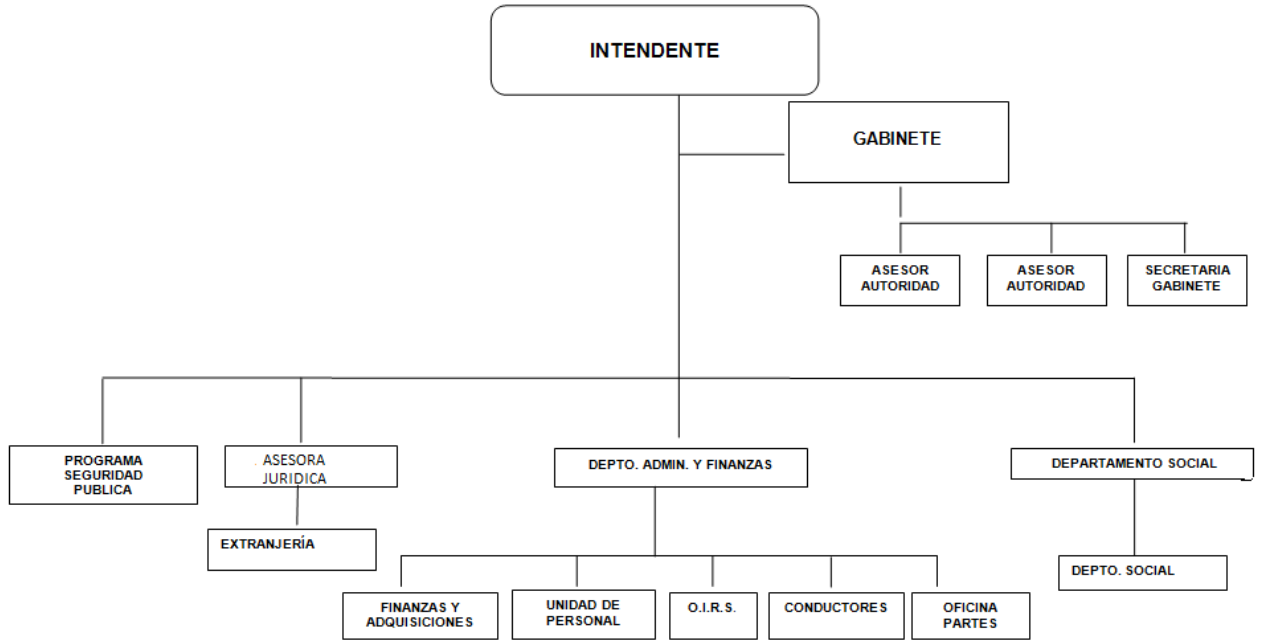 INTENDENTE
GABINETE
ASESOR
AUTORIDAD
ASESOR
AUTORIDAD
SECRETARIA
GABINETE
PROGRAMA
SEGURIDAD
PUBLICA
. ASESORA
JURIDICA
DEPTO. ADMIN. Y FINANZAS
DEPARTAMENTO SOCIAL
EXTRANJERÍA
DEPTO. SOCIAL
FINANZAS Y
ADQUISICIONES
UNIDAD DE
PERSONAL
O.I.R.S.
CONDUCTORES
OFICINA
PARTES